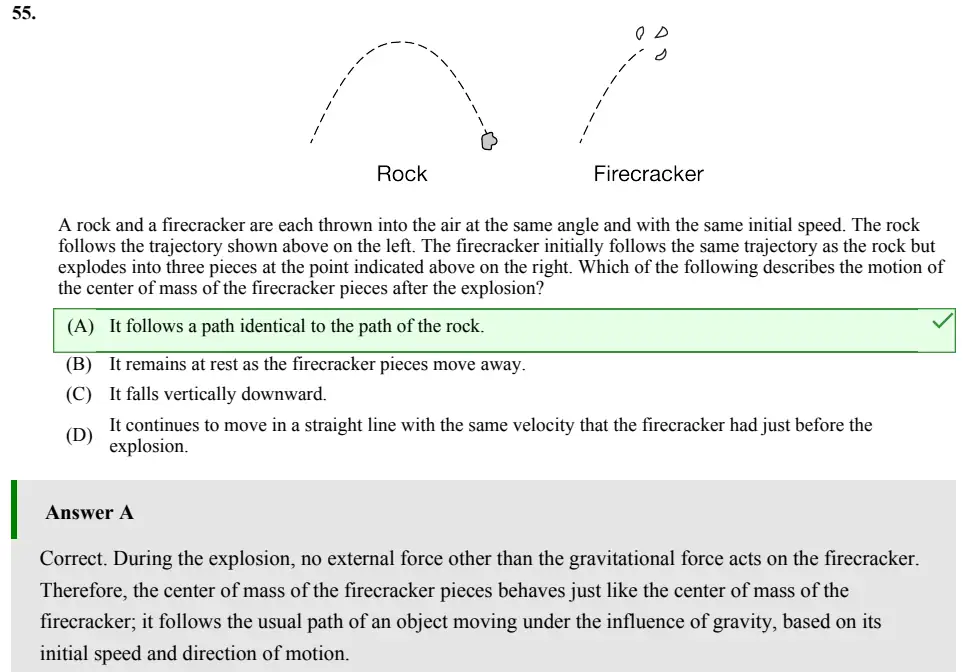 55.
Rock
Firecracker
A rock and a firecracker are each thrown into the air at the same angle and with the same initial speed. The rock
follows the trajectory shown above on the left. The firecracker initially follows the same trajectory as the rock but
explodes into three pieces at the point indicated above on the right. Which of the following describes the motion of
the center of mass of the firecracker pieces after the explosion?
(A) It follows a path identical to the path of the rock.
(B) It remains at rest as the firecracker pieces move away.
(C) It falls vertically downward.
(D) It continues to move in a straight line with the same velocity that the firecracker had just before the
explosion.
Answer A
Correct. During the explosion, no external force other than the gravitational force acts on the firecracker.
Therefore, the center of mass of the firecracker pieces behaves just like the center of mass of the
firecracker; it follows the usual path of an object moving under the influence of gravity, based on its
initial speed and direction of motion.